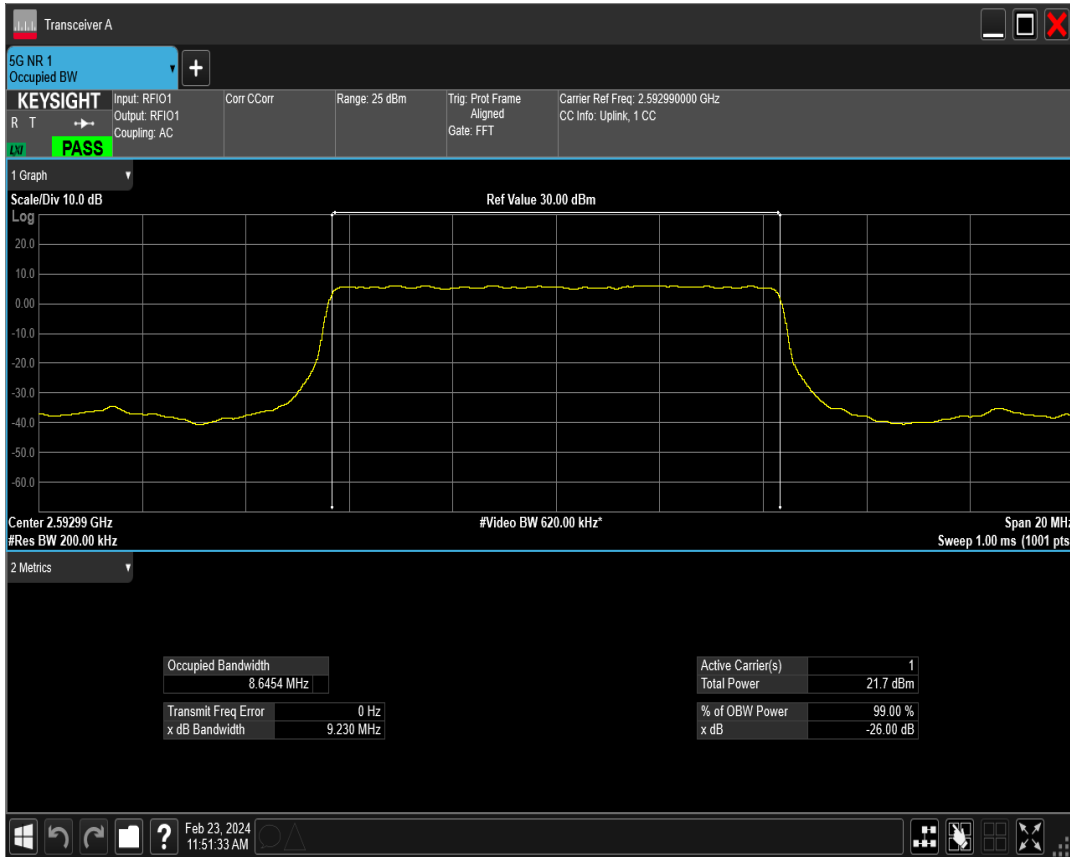 Transceiver A
5G NR 1
Occupied BW
KEYSIGHT
R T
LXI
PASS
Input: RFIO1
Output: RFIO1
Coupling: AC
Corr CCorr
Range: 25 dBm
Trig: Prot Frame
Aligned
Gate: FFT
Carrier Ref Freq: 2.592990000 GHz
CC Info: Uplink, 1 CC
1 Graph
Scale/Div 10.0 dB
Ref Value 30.00 dBm
Log
20.0
10.0
0.00
-10.0
-20.0
-30.0
-40.0
-50.0
-60.0
Center 2.59299 GHz
#Video BW 620.00 kHz*
Span 20 MHz
#Res BW 200.00 kHz
Sweep 1.00 ms (1001 pts
2 Metrics
Occupied Bandwidth
8.6454 MHz
Transmit Freq Error 0 Hz
x dB Bandwidth 9.230 MHz
Active Carrier(s) 1
Total Power 21.7 dBm
% of OBW Power 99.00 %
x dB -26.00 dB
?
Feb 23, 2024
11:51:33 AM